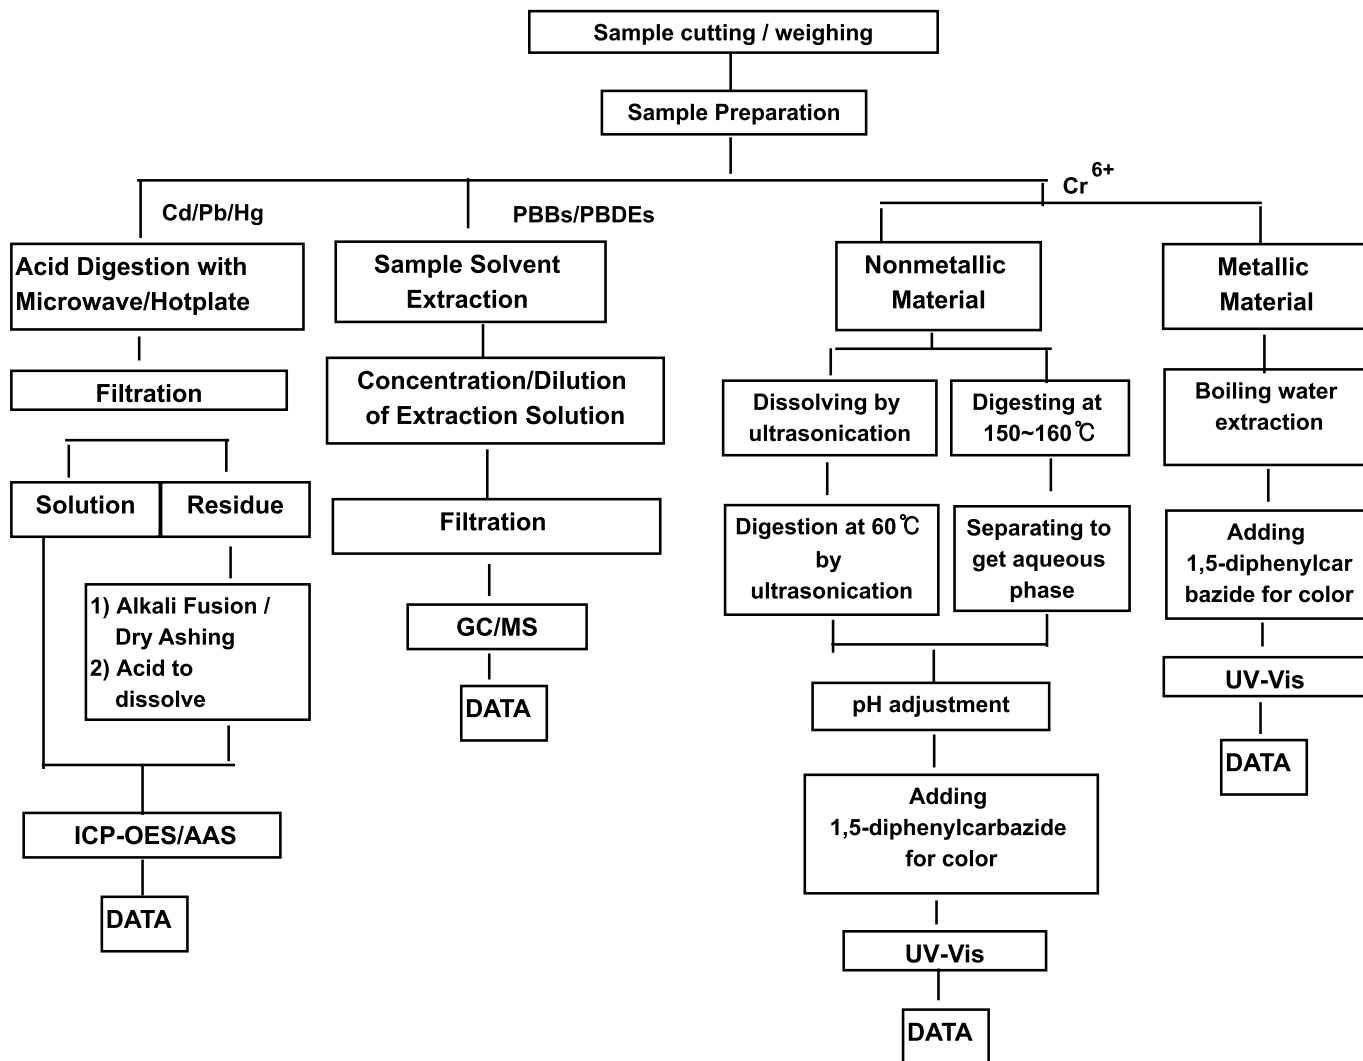 Sample cutting / weighing
Sample Preparation
Cd/Pb/Hg
Acid Digestion with
Microwave/Hotplate
Filtration
Solution
Residue
1) Alkali Fusion /
Dry Ashing
2) Acid to
dissolve
ICP-OES/AAS
DATA
PBBs/PBDEs
Sample Solvent
Extraction
Concentration/Dilution
of Extraction Solution
Filtration
GC/MS
DATA
Cr 6+
Nonmetallic
Material
Dissolving by
ultrasonication
Digestion at 60℃
by
ultrasonication
Digesting at
150~160℃
Separating to
get aqueous
phase
pH adjustment
Adding
1,5-diphenylcarbazide
for color
UV-Vis
DATA
Metallic
Material
Boiling water
extraction
Adding
1,5-diphenylcar
bazide for color
UV-Vis
DATA